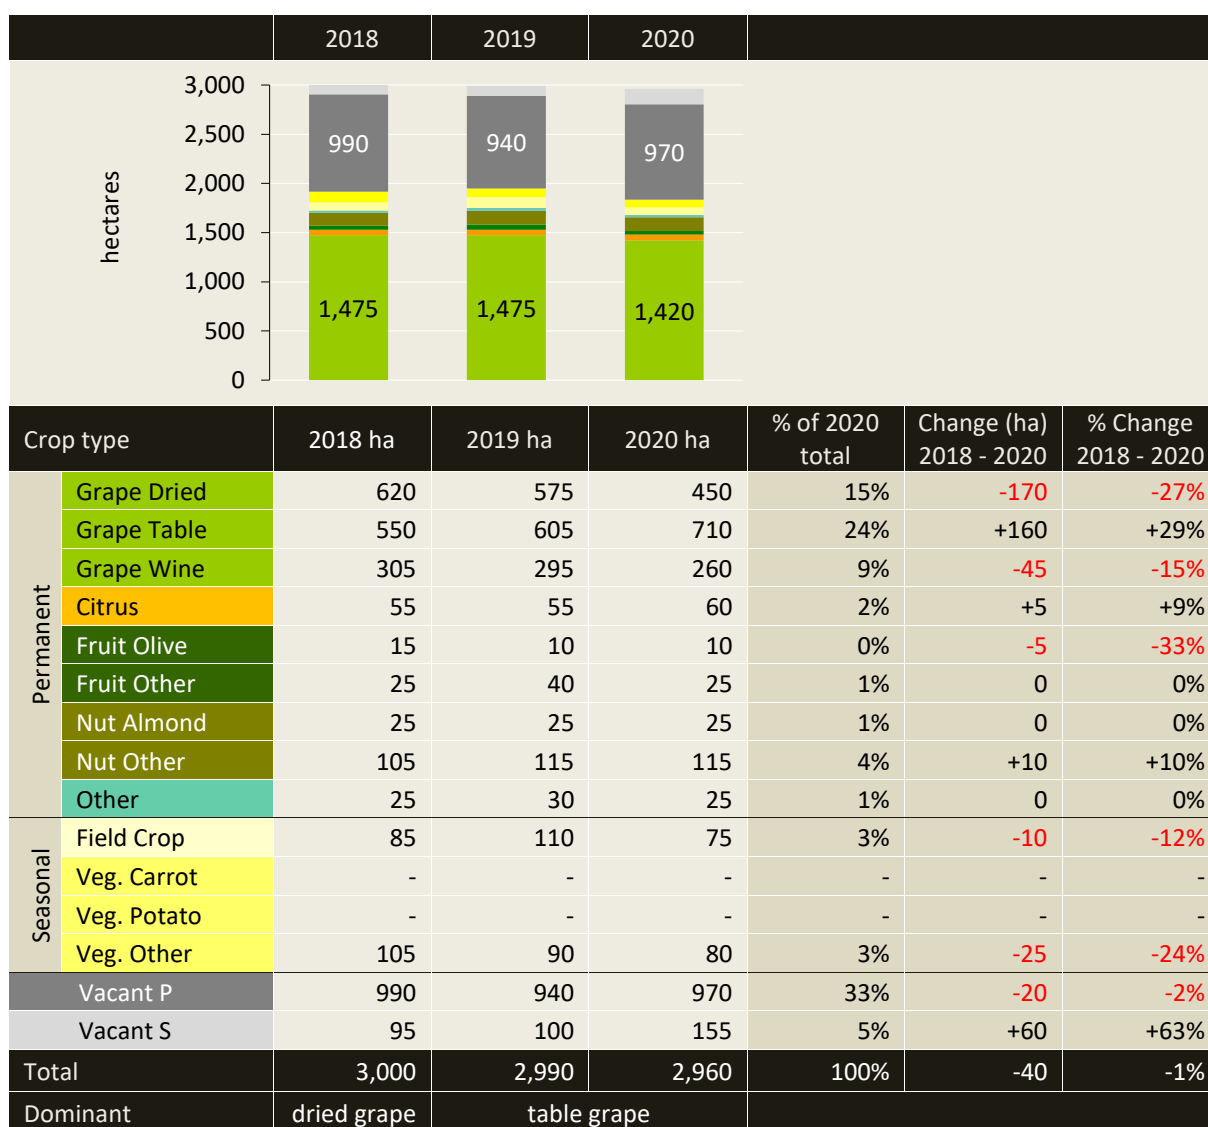 2018 2019 2020
3,000
2,500
2,000
1,500
1,000
500
0
hectares
990 940 970
1,475 1,475 1,420
Crop type 2018 ha 2019 ha 2020 ha % of 2020 total Change (ha) 2018 - 2020 % Change 2018 - 2020
Permanent
Grape Dried 620 575 450 15% -170 -27%
Grape Table 550 605 710 24% +160 +29%
Grape Wine 305 295 260 9% -45 -15%
Citrus 55 55 60 2% +5 +9%
Fruit Olive 15 10 10 0% -5 -33%
Fruit Other 25 40 25 1% 0 0%
Nut Almond 25 25 25 1% 0 0%
Nut Other 105 115 115 4% +10 +10%
Other 25 30 25 1% 0 0%
Seasonal
Field Crop 85 110 75 3% -10 -12%
Veg. Carrot - - - - - -
Veg. Potato - - - - - -
Veg. Other 105 90 80 3% -25 -24%
Vacant P 990 940 970 33% -20 -2%
Vacant S 95 100 155 5% +60 +63%
Total 3,000 2,990 2,960 100% -40 -1%
Dominant dried grape table grape